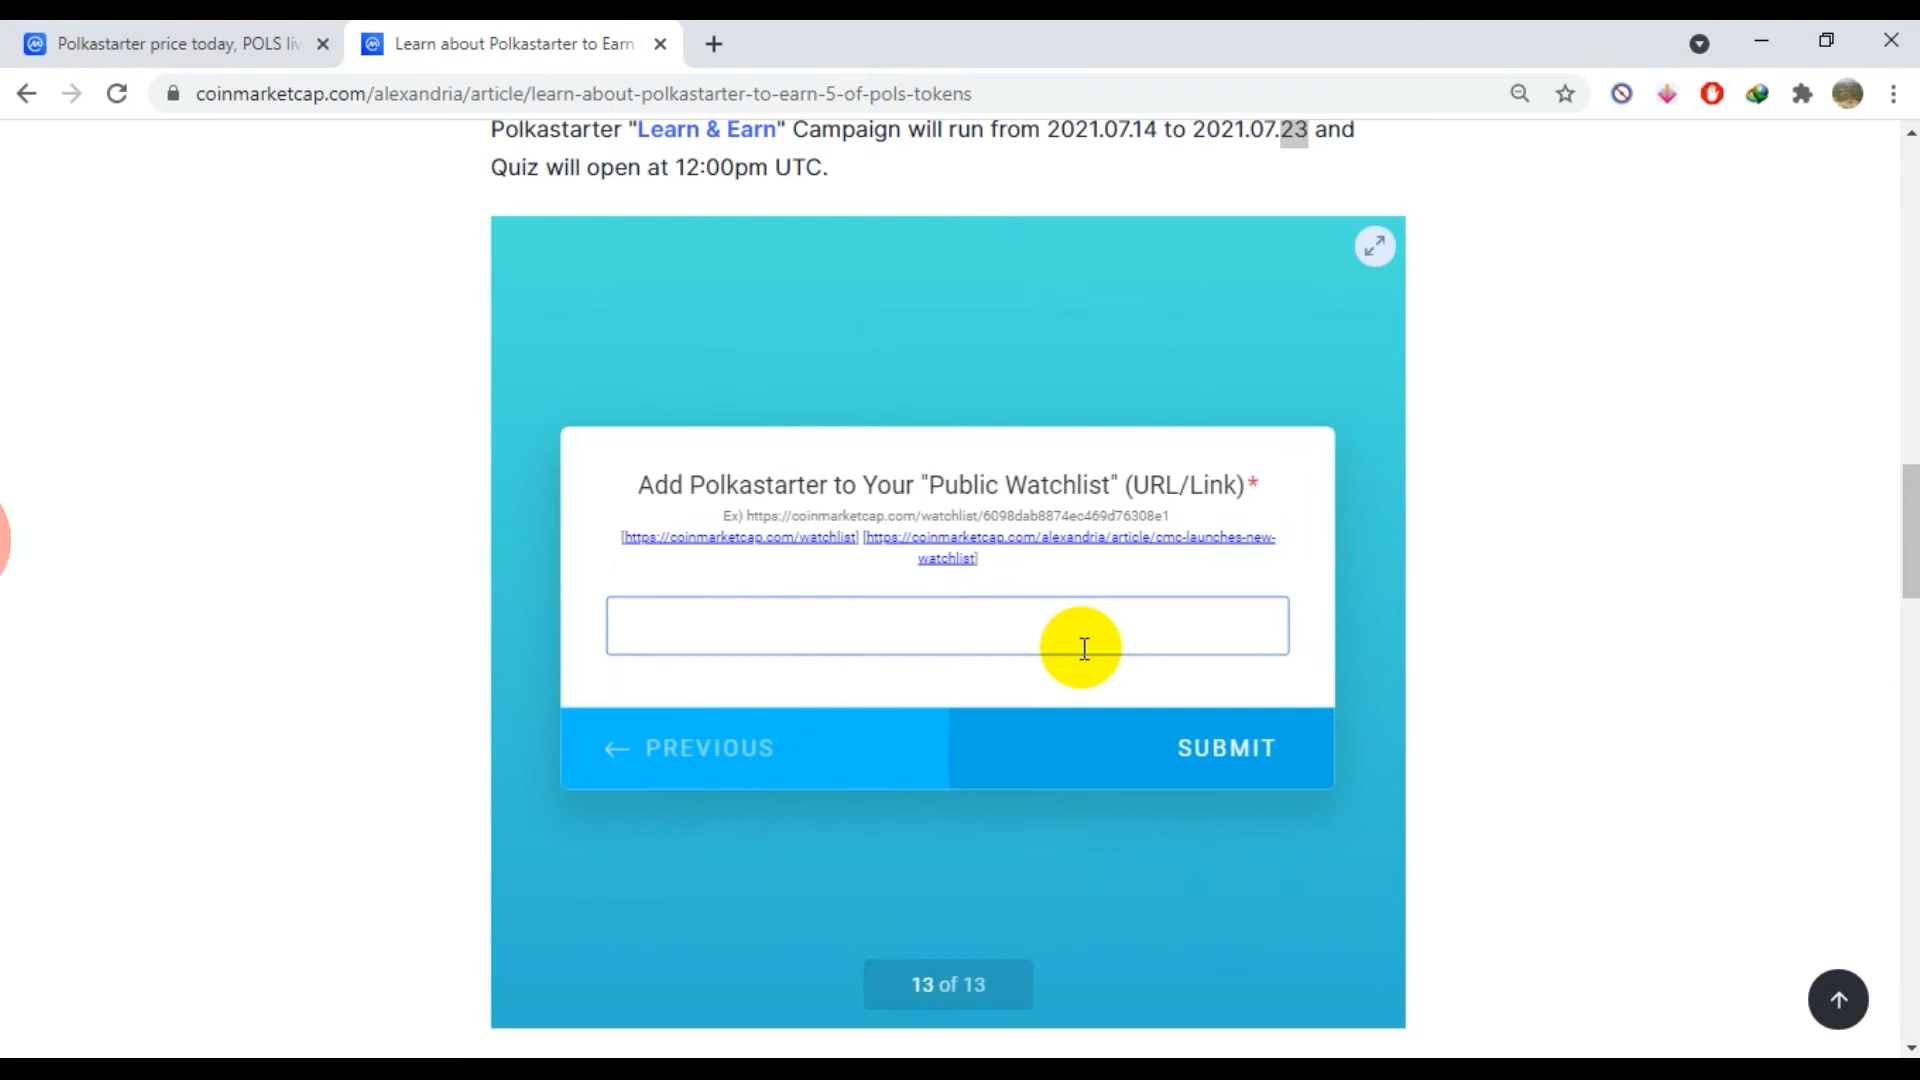 Polkastarter price today, POLS liv
Learn about Polkastarter to Earn
coinmarketcap.com/alexandria/article/learn-about-polkastarter-to-earn-5-of-pols-tokens
Polkastarter "Learn & Earn" Campaign will run from 2021.07.14 to 2021.07.23 and
Quiz will open at 12:00pm UTC.
Add Polkastarter to Your "Public Watchlist" (URL/Link)*
Ex) https://coinmarketcap.com/watchlist/6098dab8874ec469d76308e1
[https://coinmarketcap.com/watchlist] [https://coinmarketcap.com/alexandria/article/cmc-launches-new-
watchlist]
← PREVIOUS
SUBMIT
13 of 13